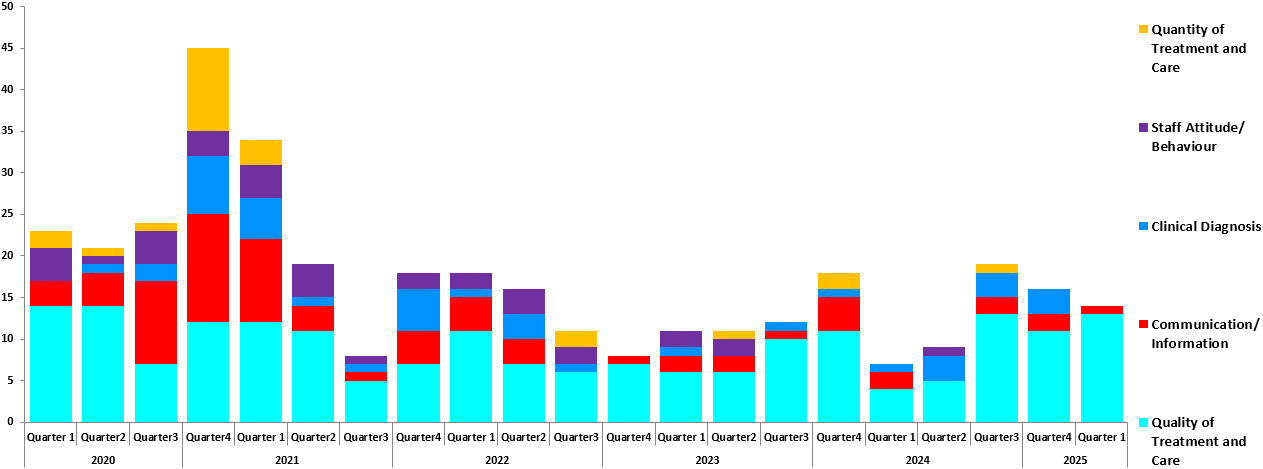 50
45
40
35
30
25
20
15
10
5
0
Quarter 1 Quarter2 Quarter3 Quarter4 Quarter 1 Quarter2 Quarter3 Quarter4 Quarter 1 Quarter2 Quarter3 Quarter4 Quarter 1 Quarter2 Quarter3 Quarter4 Quarter 1 Quarter2 Quarter3 Quarter4 Quarter 1
2020 2021 2022 2023 2024 2025
Quantity of
Treatment and
Care
Staff Attitude/
Behaviour
Clinical Diagnosis
Communication/
Information
Quality of
Treatment and
Care